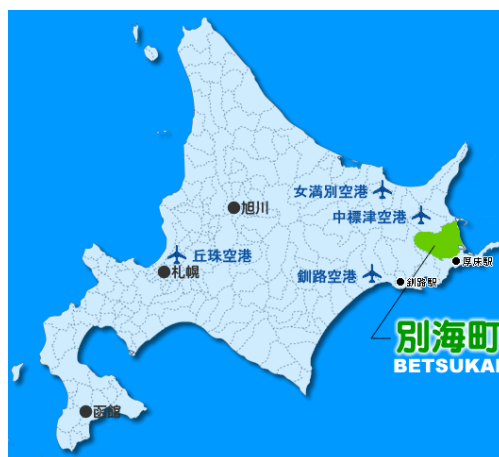 女満別空港
旭川
中標津空港
丘珠空港
厚床駅
札幌
釧路空港
釧路駅
別海町
BETSUKAI
函館